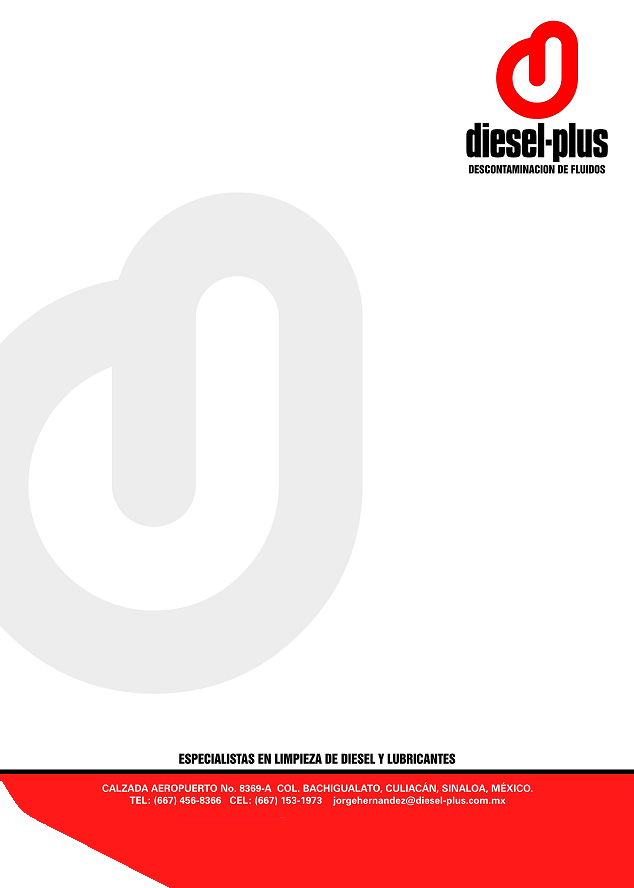 diesel-plus
DESCONTAMINACION DE FLUIDOS
ESPECIALISTAS EN LIMPIEZA DE DIESEL Y LUBRICANTES
CALZADA AEROPUERTO No. 8369-A COL. BACHIGUALATO, CULIACÁN, SINALOA, MÉXICO.
TEL: (667) 456-8366 CEL: (667) 153-1973 jorgehernandez@diesel-plus.com.mx